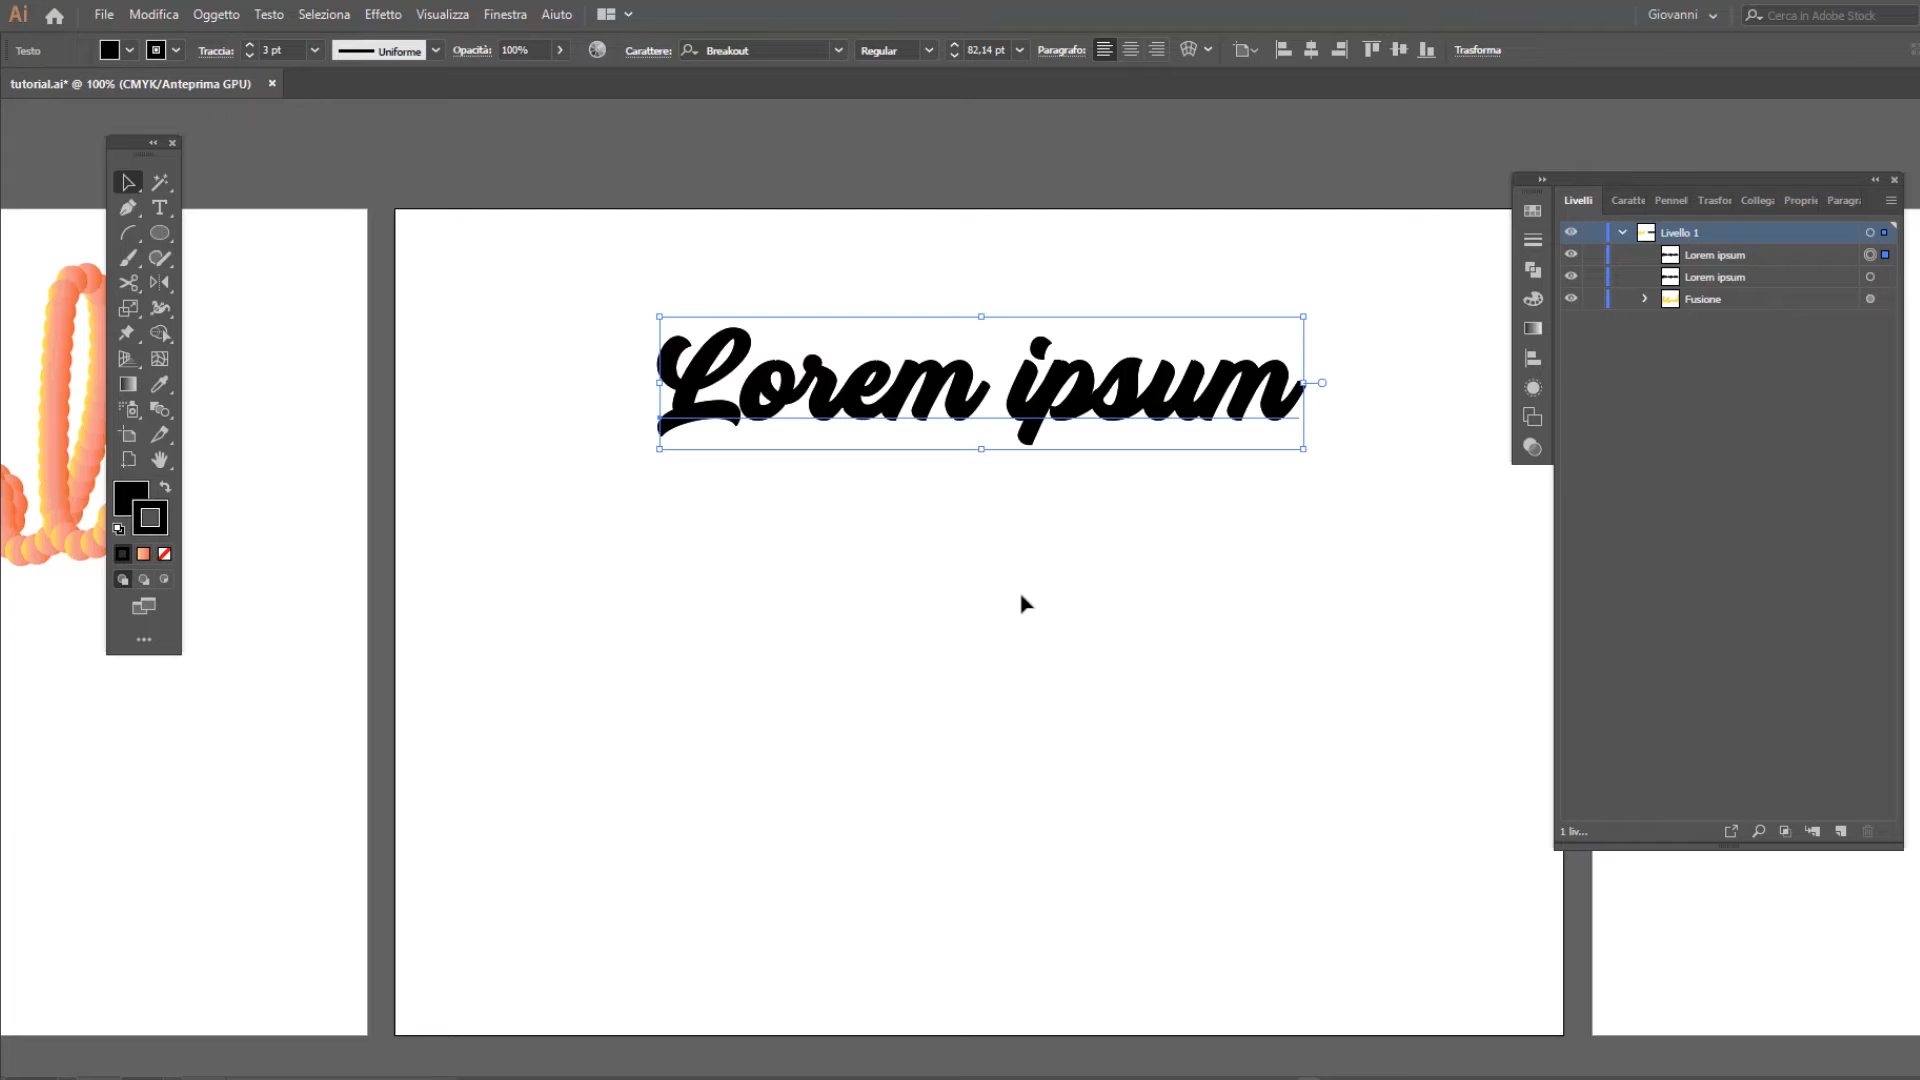 Ai File Modifica Oggetto Testo Seleziona Effetto Visualizza Finestra Aiuto Giovanni Cerca in Adobe Stock
Testo Traccia: 3 pt Uniforme Opacità: 100% Carattere: Breakout Regular 82,14 pt Paragrafo: Trasforma
tutorial.ai* @ 100% (CMYK/Anteprima GPU)
Livelli Caratte Pennel Trasfor Collega Proprie Paragra
Livello 1
Lorem ipsum
Lorem ipsum
Fusione
Lorem ipsum
1 liv...